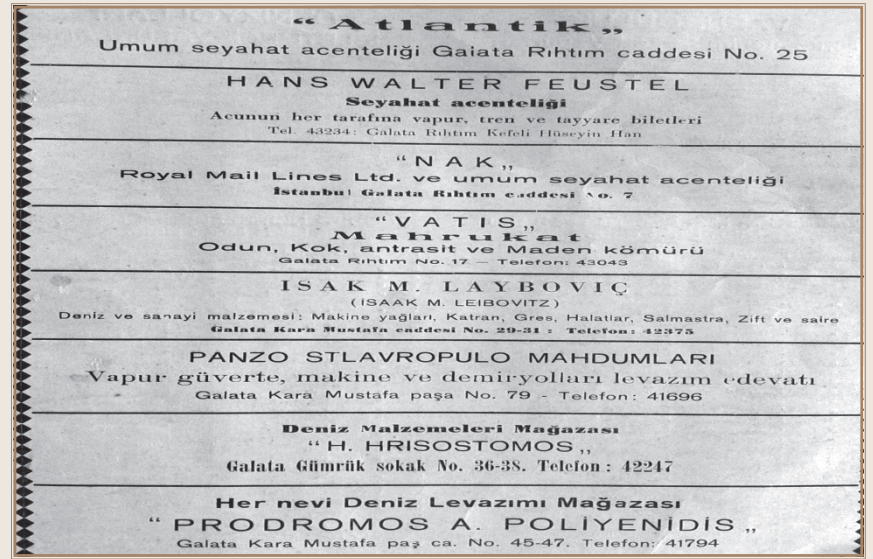 “Atlantik„
Umum seyahat acenteliği Gaiata Rıhtım caddesi No. 25
HANS WALTER FEUSTEL
Seyahat acenteliği
Acunun her tarafına vapur, tren ve tayyare biletleri
Tel. 43234: Galata Rıhtım Kefeli Hüseyin Han
“NAK„
Royal Mail Lines Ltd. ve umum seyahat acenteliği
İstanbul Galata Rıhtım caddesi No. 7
“VATIS„
Mahrukat
Odun, Kok, antrasit ve Maden kömürü
Galata Rıhtım No. 17 — Telefon: 43043
ISAK M. LAYBOVIÇ
(ISAAK M. LEIBOVITZ)
Deniz ve sanayi malzemesi: Makine yağları, Katran, Gres, Halatlar, Salmastra, Zift ve saire
Galata Kara Mustafa caddesi No. 29-31 : Telefon: 42375
PANZO STLAVROPULO MAHDUMLARI
Vapur güverte, makine ve demiryolları levazım edevatı
Galata Kara Mustafa paşa No. 79 - Telefon: 41696
Deniz Malzemeleri Mağazası
“H. HRISOSTOMOS„
Galata Gümrük sokak No. 36-38. Telefon: 42247
Her nevi Deniz Levazımı Mağazası
“PRODROMOS A. POLİYENİDİS„
Galata Kara Mustafa paş ca. No. 45-47. Telefon: 41794